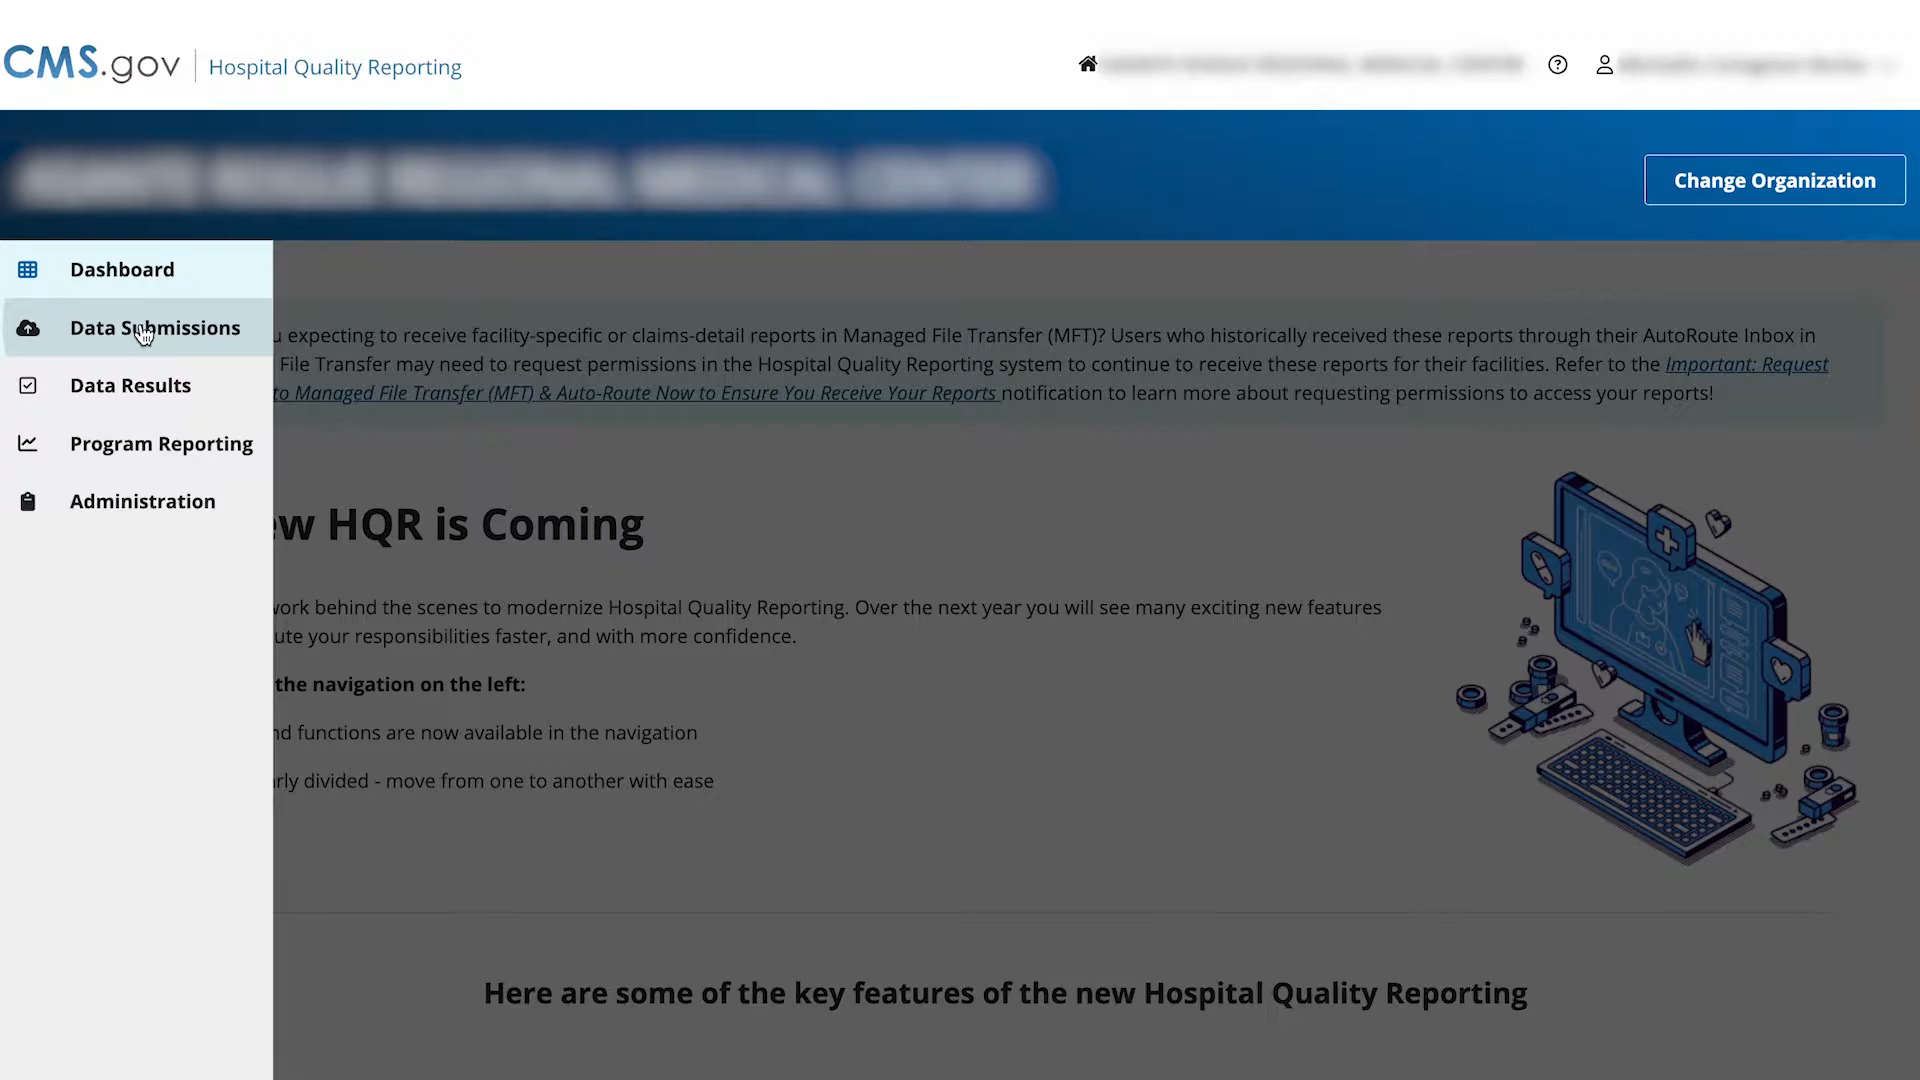 CMS.gov
Hospital Quality Reporting
Change Organization
Dashboard
Data Submissions
Data Results
Program Reporting
Administration
expecting to receive facility-specific or claims-detail reports in Managed File Transfer (MFT)? Users who historically received these reports through their AutoRoute Inbox in
File Transfer may need to request permissions in the Hospital Quality Reporting system to continue to receive these reports for their facilities. Refer to the Important: Request
to Managed File Transfer (MFT) & Auto-Route Now to Ensure You Receive Your Reports notification to learn more about requesting permissions to access your reports!
HQR is Coming
behind the scenes to modernize Hospital Quality Reporting. Over the next year you will see many exciting new features
your responsibilities faster, and with more confidence.
the navigation on the left:
functions are now available in the navigation
divided - move from one to another with ease
Here are some of the key features of the new Hospital Quality Reporting